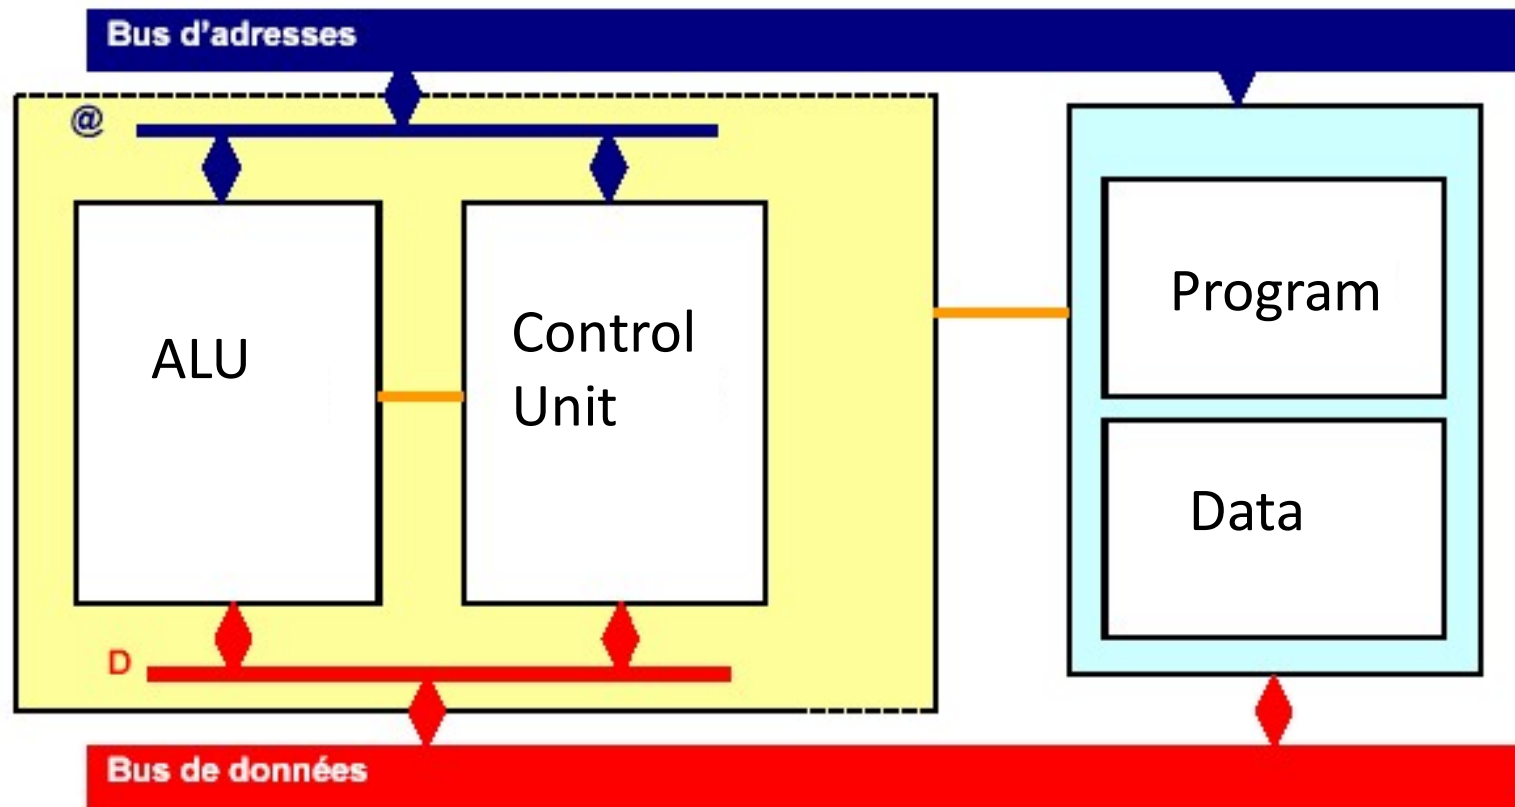 Bus d'adresses
@
ALU
Control
Unit
Program
Data
D
Bus de données